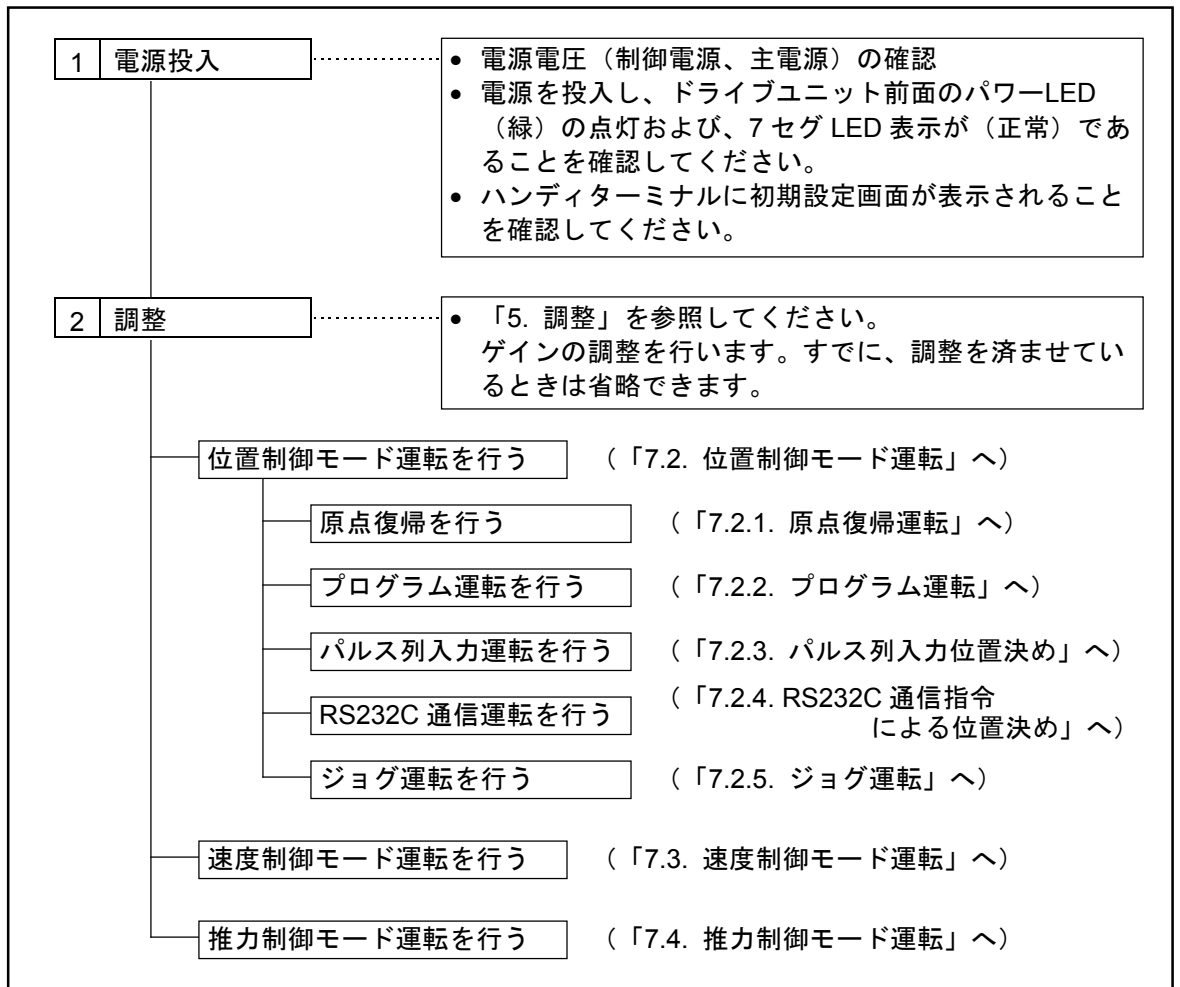 1 電源投入
• 電源電圧（制御電源、主電源）の確認
• 電源を投入し、ドライブユニット前面のパワーLED
（緑）の点灯および、7 セグ LED 表示が（正常）であ
ることを確認してください。
• ハンディターミナルに初期設定画面が表示されること
を確認してください。
2 調整
• 「5. 調整」を参照してください。
ゲインの調整を行います。すでに、調整を済ませてい
るときは省略できます。
位置制御モード運転を行う （「7.2. 位置制御モード運転」へ）
原点復帰を行う （「7.2.1. 原点復帰運転」へ）
プログラム運転を行う （「7.2.2. プログラム運転」へ）
パルス列入力運転を行う （「7.2.3. パルス列入力位置決め」へ）
RS232C 通信運転を行う （「7.2.4. RS232C 通信指令
による位置決め」へ）
ジョグ運転を行う （「7.2.5. ジョグ運転」へ）
速度制御モード運転を行う （「7.3. 速度制御モード運転」へ）
推力制御モード運転を行う （「7.4. 推力制御モード運転」へ）